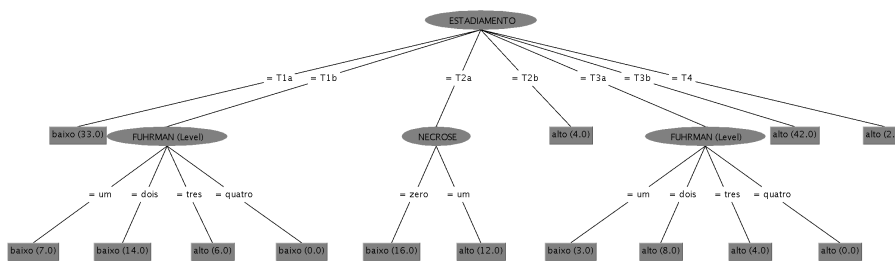 ESTADIAMENTO
= T1a = T1b = T2a = T2b = T3a = T3b = T4
baixo (33.0) FUHRMAN (Level) NECROSE alto (4.0) FUHRMAN (Level) alto (42.0) alto (2.
= um = dois = tres = quatro = zero = um = um = dois = tres = quatro
baixo (7.0) baixo (14.0) alto (6.0) baixo (0.0) baixo (16.0) alto (12.0) baixo (3.0) alto (8.0) alto (4.0) alto (0.0)